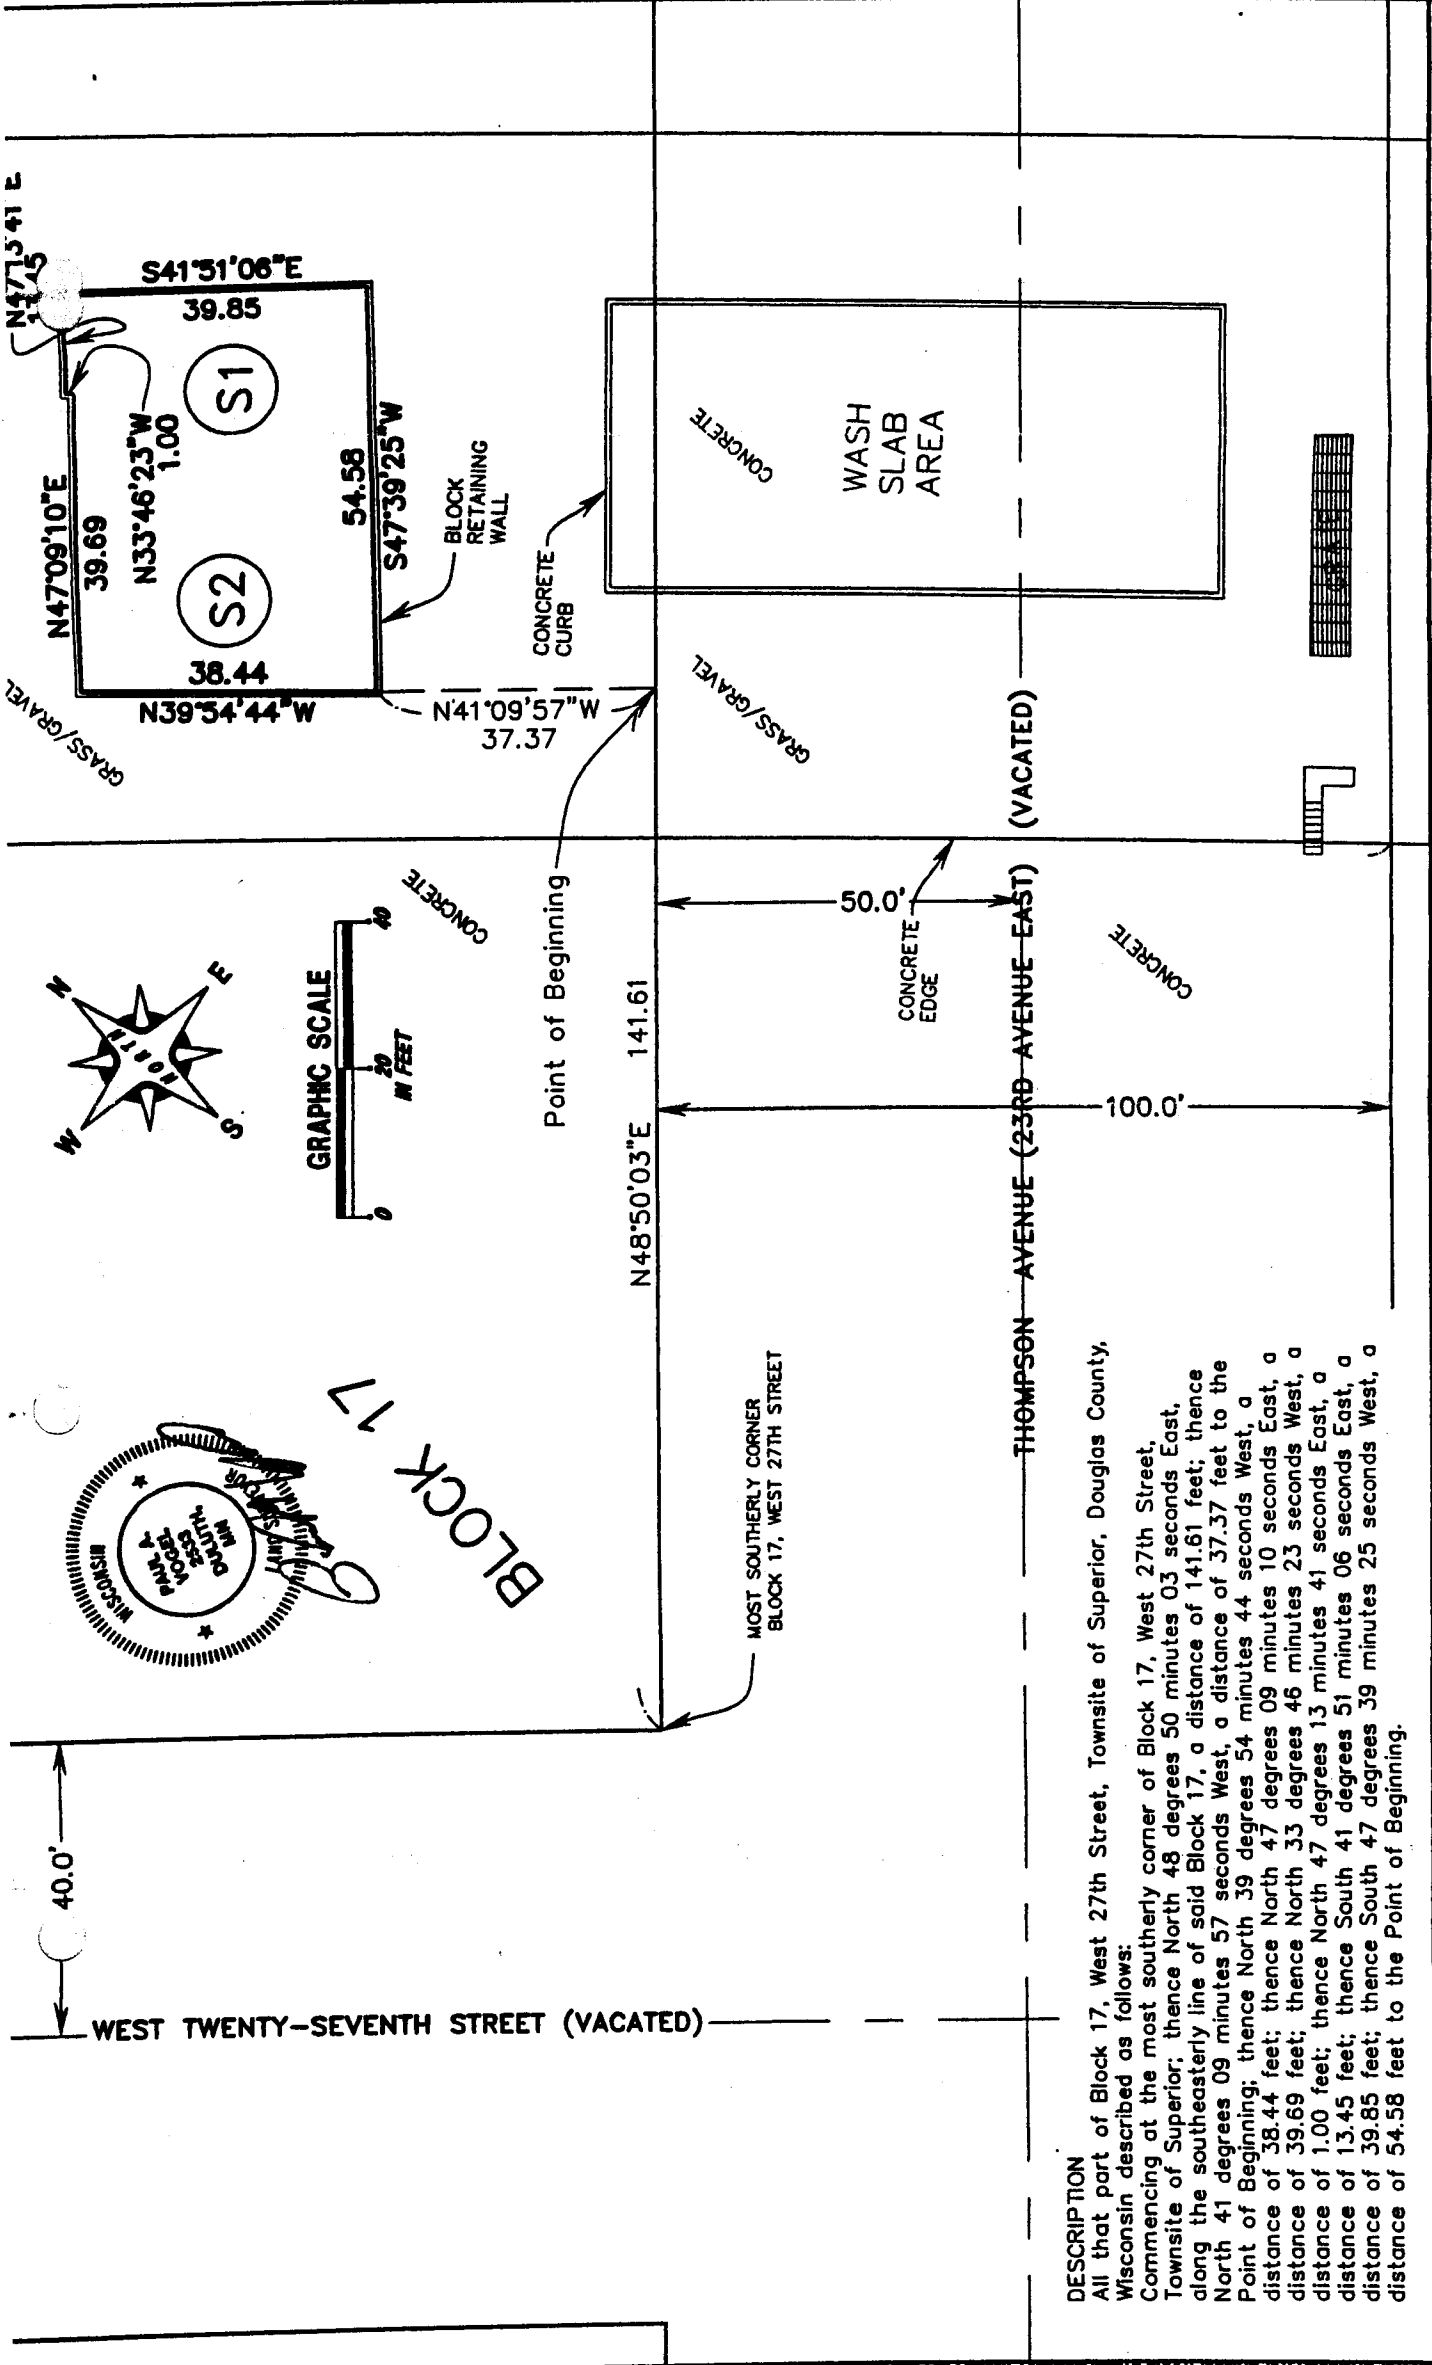 N47°13'41"E
13.45
S41°51'06"E
39.85
S1
N33°46'23"W
1.00
N47°09'10"E
39.69
S2
54.58
S47°39'25"W
38.44
N39°54'44"W
BLOCK
RETAINING
WALL
GRASS/GRAVEL
N41°09'57"W
37.37
CONCRETE
CURB
CONCRETE
WASH
SLAB
AREA
GRASS/GRAVEL
GRATE
CONCRETE
Point of Beginning
N
E
S
W
NORTH
GRAPHIC SCALE
0
20
40
IN FEET
N48°50'03"E 141.61
50.0'
CONCRETE
EDGE
CONCRETE
100.0'
THOMPSON AVENUE (23RD AVENUE EAST) (VACATED)
WISCONSIN
PAUL A.
VOGEL
2533
DULUTH,
MN
LAND SURVEYOR
BLOCK 17
MOST SOUTHERLY CORNER
BLOCK 17, WEST 27TH STREET
40.0'
WEST TWENTY-SEVENTH STREET (VACATED)
DESCRIPTION
All that part of Block 17, West 27th Street, Townsite of Superior, Douglas County,
Wisconsin described as follows:
Commencing at the most southerly corner of Block 17, West 27th Street,
Townsite of Superior; thence North 48 degrees 50 minutes 03 seconds East,
along the southeasterly line of said Block 17, a distance of 141.61 feet; thence
North 41 degrees 09 minutes 57 seconds West, a distance of 37.37 feet to the
Point of Beginning; thence North 39 degrees 54 minutes 44 seconds West, a
distance of 38.44 feet; thence North 47 degrees 09 minutes 10 seconds East, a
distance of 39.69 feet; thence North 33 degrees 46 minutes 23 seconds West, a
distance of 1.00 feet; thence North 47 degrees 13 minutes 41 seconds East, a
distance of 13.45 feet; thence South 41 degrees 51 minutes 06 seconds East, a
distance of 39.85 feet; thence South 47 degrees 39 minutes 25 seconds West, a
distance of 54.58 feet to the Point of Beginning.